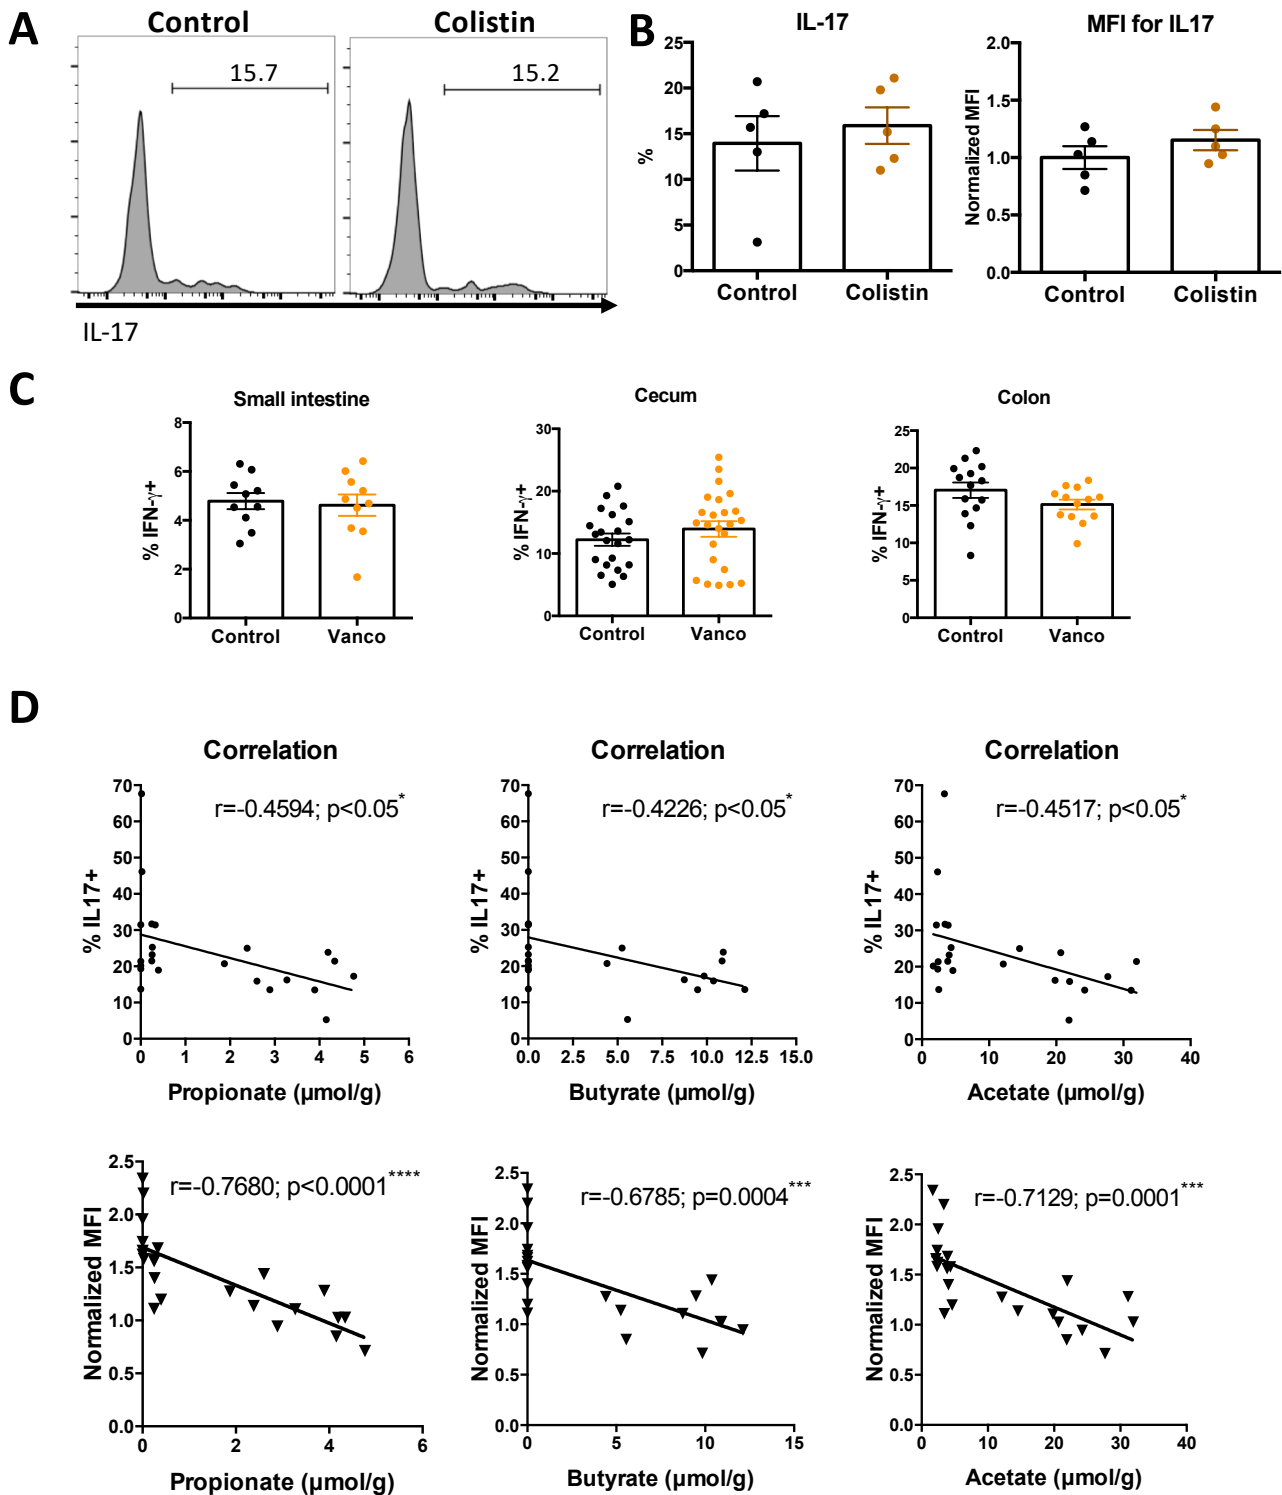 A
Control
Colistin
15.7
15.2
IL-17
B
IL-17
MFI for IL17
%
25
20
15
10
5
0
Control
Colistin
Normalized MFI
2.0
1.5
1.0
0.5
0.0
Control
Colistin
C
Small intestine
% IFN-γ+
8
6
4
2
0
Control
Vanco
Cecum
% IFN-γ+
30
20
10
0
Control
Vanco
Colon
% IFN-γ+
25
20
15
10
5
0
Control
Vanco
D
Correlation
r=-0.4594; p<0.05*
% IL17+
70
60
50
40
30
20
10
0
0 1 2 3 4 5 6
Propionate (µmol/g)
Correlation
r=-0.4226; p<0.05*
% IL17+
70
60
50
40
30
20
10
0
0.0 2.5 5.0 7.5 10.0 12.5 15.0
Butyrate (µmol/g)
Correlation
r=-0.4517; p<0.05*
% IL17+
70
60
50
40
30
20
10
0
0 10 20 30 40
Acetate (µmol/g)
r=-0.7680; p<0.0001****
Normalized MFI
2.5
2.0
1.5
1.0
0.5
0.0
0 2 4 6
Propionate (µmol/g)
r=-0.6785; p=0.0004***
Normalized MFI
2.5
2.0
1.5
1.0
0.5
0.0
0 5 10 15
Butyrate (µmol/g)
r=-0.7129; p=0.0001***
Normalized MFI
2.5
2.0
1.5
1.0
0.5
0.0
0 10 20 30 40
Acetate (µmol/g)